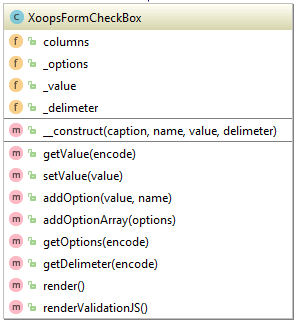 C XoopsFormCheckBox
f columns
f _options
f _value
f _delimeter
m __construct(caption, name, value, delimeter)
m getValue(encode)
m setValue(value)
m addOption(value, name)
m addOptionArray(options)
m getOptions(encode)
m getDelimeter(encode)
m render()
m renderValidationJS()